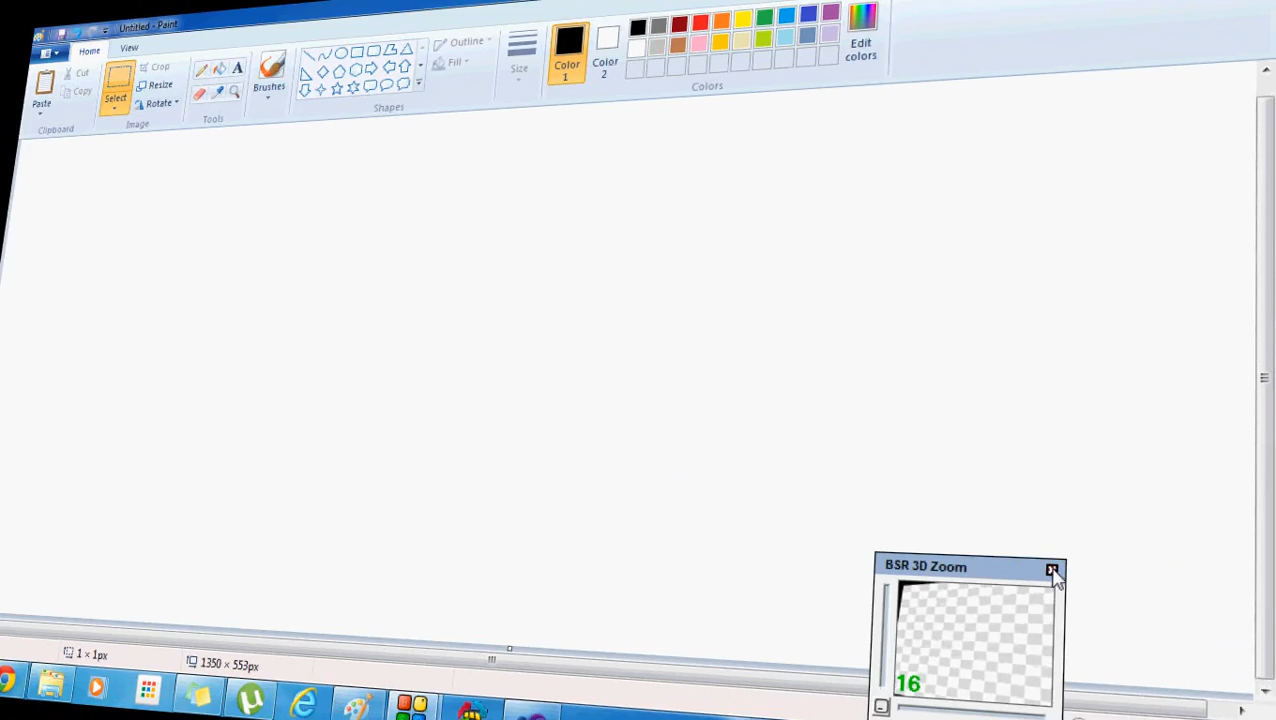 Untitled - Paint
Home View
Paste
Cut
Copy
Clipboard
Select
Crop
Resize
Rotate
Image
A
Tools
Brushes
Shapes
Outline
Fill
Size
Color 1
Color 2
Colors
Edit colors
BSR 3D Zoom
16
1 × 1px
1350 × 553px